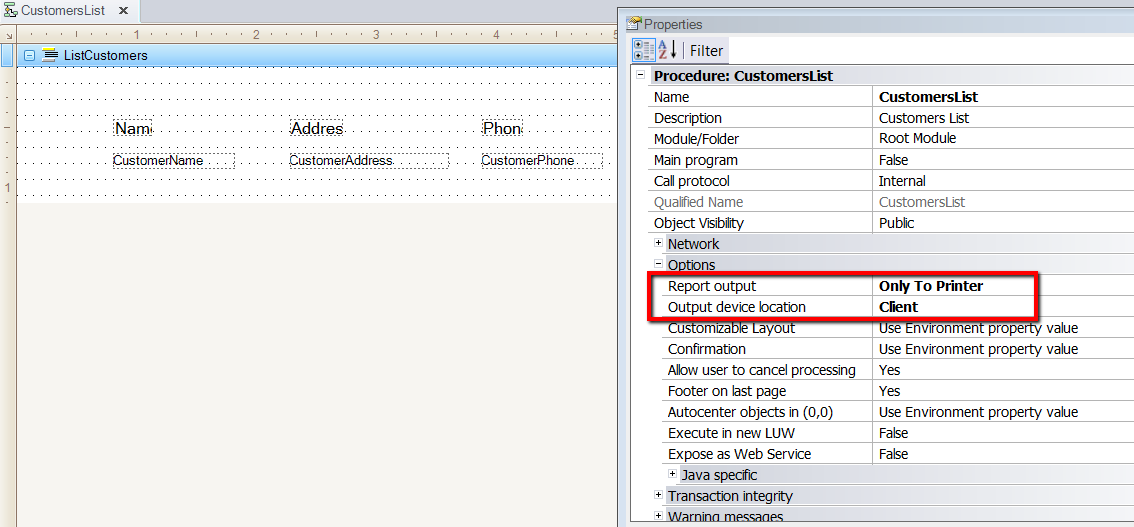 CustomersList ✕
1 2 3 4 5
ListCustomers
Nam
Addres
Phon
CustomerName
CustomerAddress
CustomerPhone
1
Properties
A Z Filter
Procedure: CustomersList
Name CustomersList
Description Customers List
Module/Folder Root Module
Main program False
Call protocol Internal
Qualified Name CustomersList
Object Visibility Public
Network
Options
Report output Only To Printer
Output device location Client
Customizable Layout Use Environment property value
Confirmation Use Environment property value
Allow user to cancel processing Yes
Footer on last page Yes
Autocenter objects in (0,0) Use Environment property value
Execute in new LUW False
Expose as Web Service False
Java specific
Transaction integrity
Warning messages